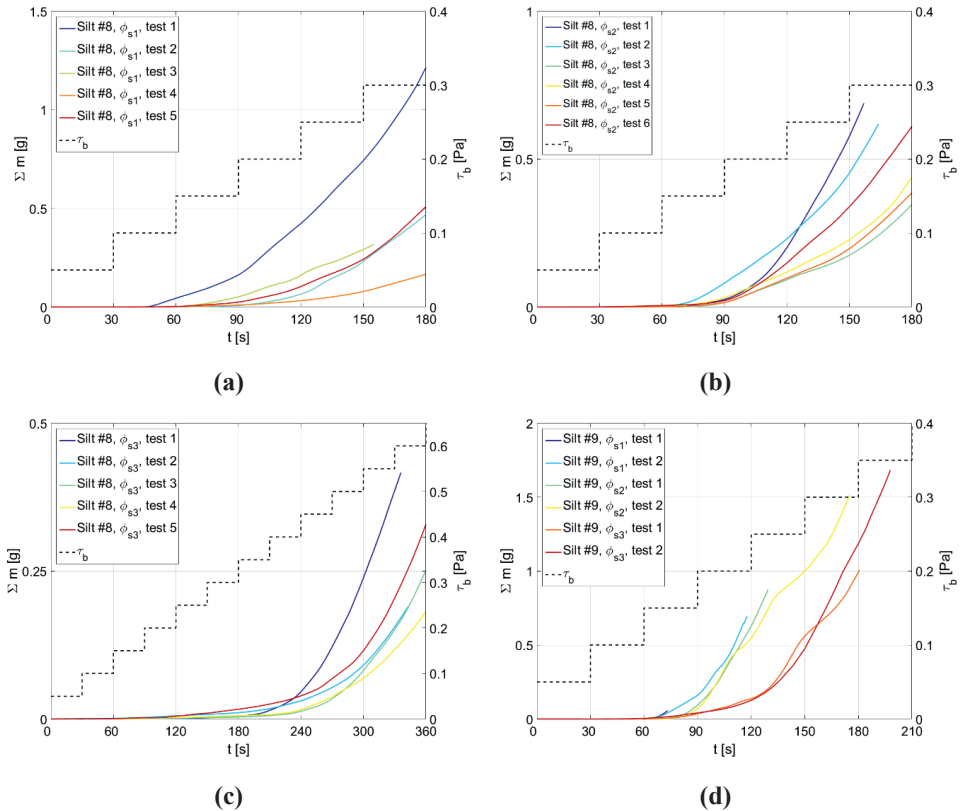 1.5
1
0.5
0
0.4
0.3
0.2
0.1
0
0
30
60
90
120
150
180
Σ m [g]
τb [Pa]
t [s]
Silt #8, ϕs1, test 1
Silt #8, ϕs1, test 2
Silt #8, ϕs1, test 3
Silt #8, ϕs1, test 4
Silt #8, ϕs1, test 5
τb
(a)
1
0.5
0
0.4
0.3
0.2
0.1
0
0
30
60
90
120
150
180
Σ m [g]
τb [Pa]
t [s]
Silt #8, ϕs2, test 1
Silt #8, ϕs2, test 2
Silt #8, ϕs2, test 3
Silt #8, ϕs2, test 4
Silt #8, ϕs2, test 5
Silt #8, ϕs2, test 6
τb
(b)
0.5
0.25
0
0.6
0.5
0.4
0.3
0.2
0.1
0
0
60
120
180
240
300
360
Σ m [g]
τb [Pa]
t [s]
Silt #8, ϕs3, test 1
Silt #8, ϕs3, test 2
Silt #8, ϕs3, test 3
Silt #8, ϕs3, test 4
Silt #8, ϕs3, test 5
τb
(c)
2
1.5
1
0.5
0
0.4
0.3
0.2
0.1
0
0
30
60
90
120
150
180
210
Σ m [g]
τb [Pa]
t [s]
Silt #9, ϕs1, test 1
Silt #9, ϕs1, test 2
Silt #9, ϕs2, test 1
Silt #9, ϕs2, test 2
Silt #9, ϕs3, test 1
Silt #9, ϕs3, test 2
τb
(d)